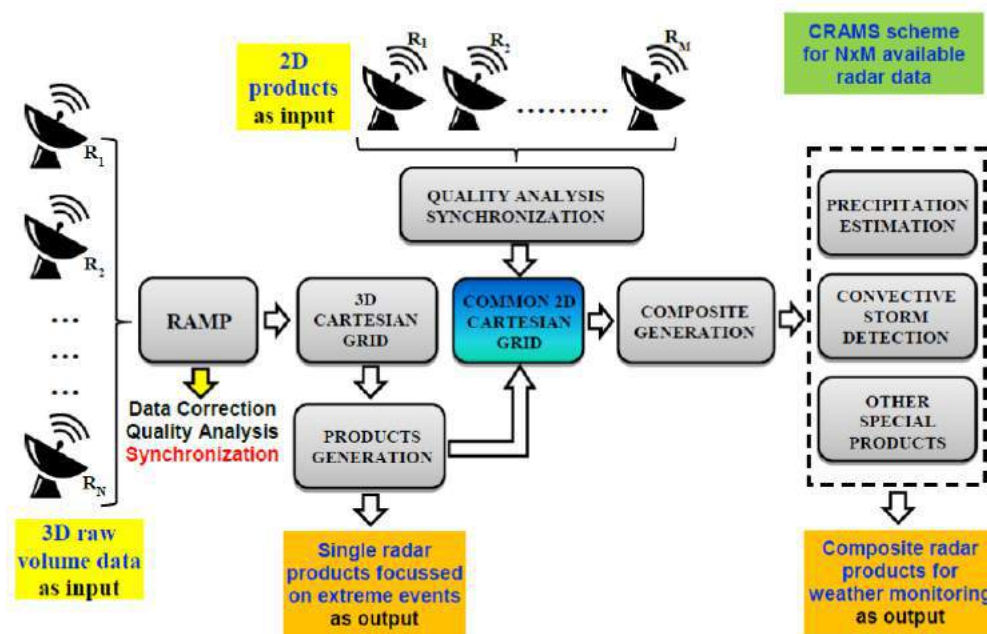 2D
products
as input
R1
R2
RM
.........
CRAMS scheme
for NxM available
radar data
R1
R2
...
...
...
RN
3D raw
volume data
as input
QUALITY ANALYSIS
SYNCHRONIZATION
RAMP
3D
CARTESIAN
GRID
COMMON 2D
CARTESIAN
GRID
COMPOSITE
GENERATION
PRECIPITATION
ESTIMATION
CONVECTIVE
STORM
DETECTION
OTHER
SPECIAL
PRODUCTS
Data Correction
Quality Analysis
Synchronization
PRODUCTS
GENERATION
Single radar
products focussed
on extreme events
as output
Composite radar
products for
weather monitoring
as output